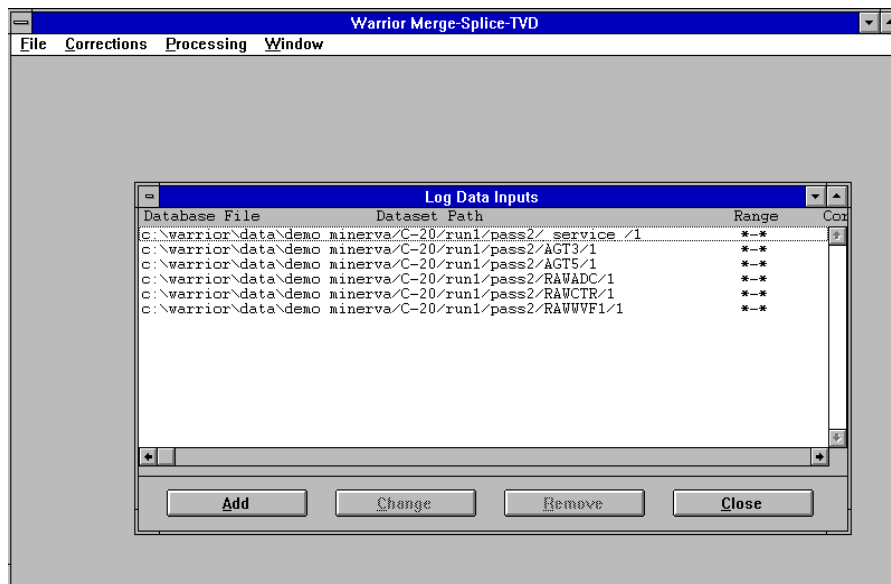 Warrior Merge-Splice-TVD
File Corrections Processing Window
Log Data Inputs
Database File Dataset Path Range Cor
c:\warrior\data\demo minerva/C-20/run1/pass2/_service_/1 *-*
c:\warrior\data\demo minerva/C-20/run1/pass2/AGT3/1 *-*
c:\warrior\data\demo minerva/C-20/run1/pass2/AGT5/1 *-*
c:\warrior\data\demo minerva/C-20/run1/pass2/RAWADC/1 *-*
c:\warrior\data\demo minerva/C-20/run1/pass2/RAWCTR/1 *-*
c:\warrior\data\demo minerva/C-20/run1/pass2/RAWWVF1/1 *-*
Add Change Remove Close